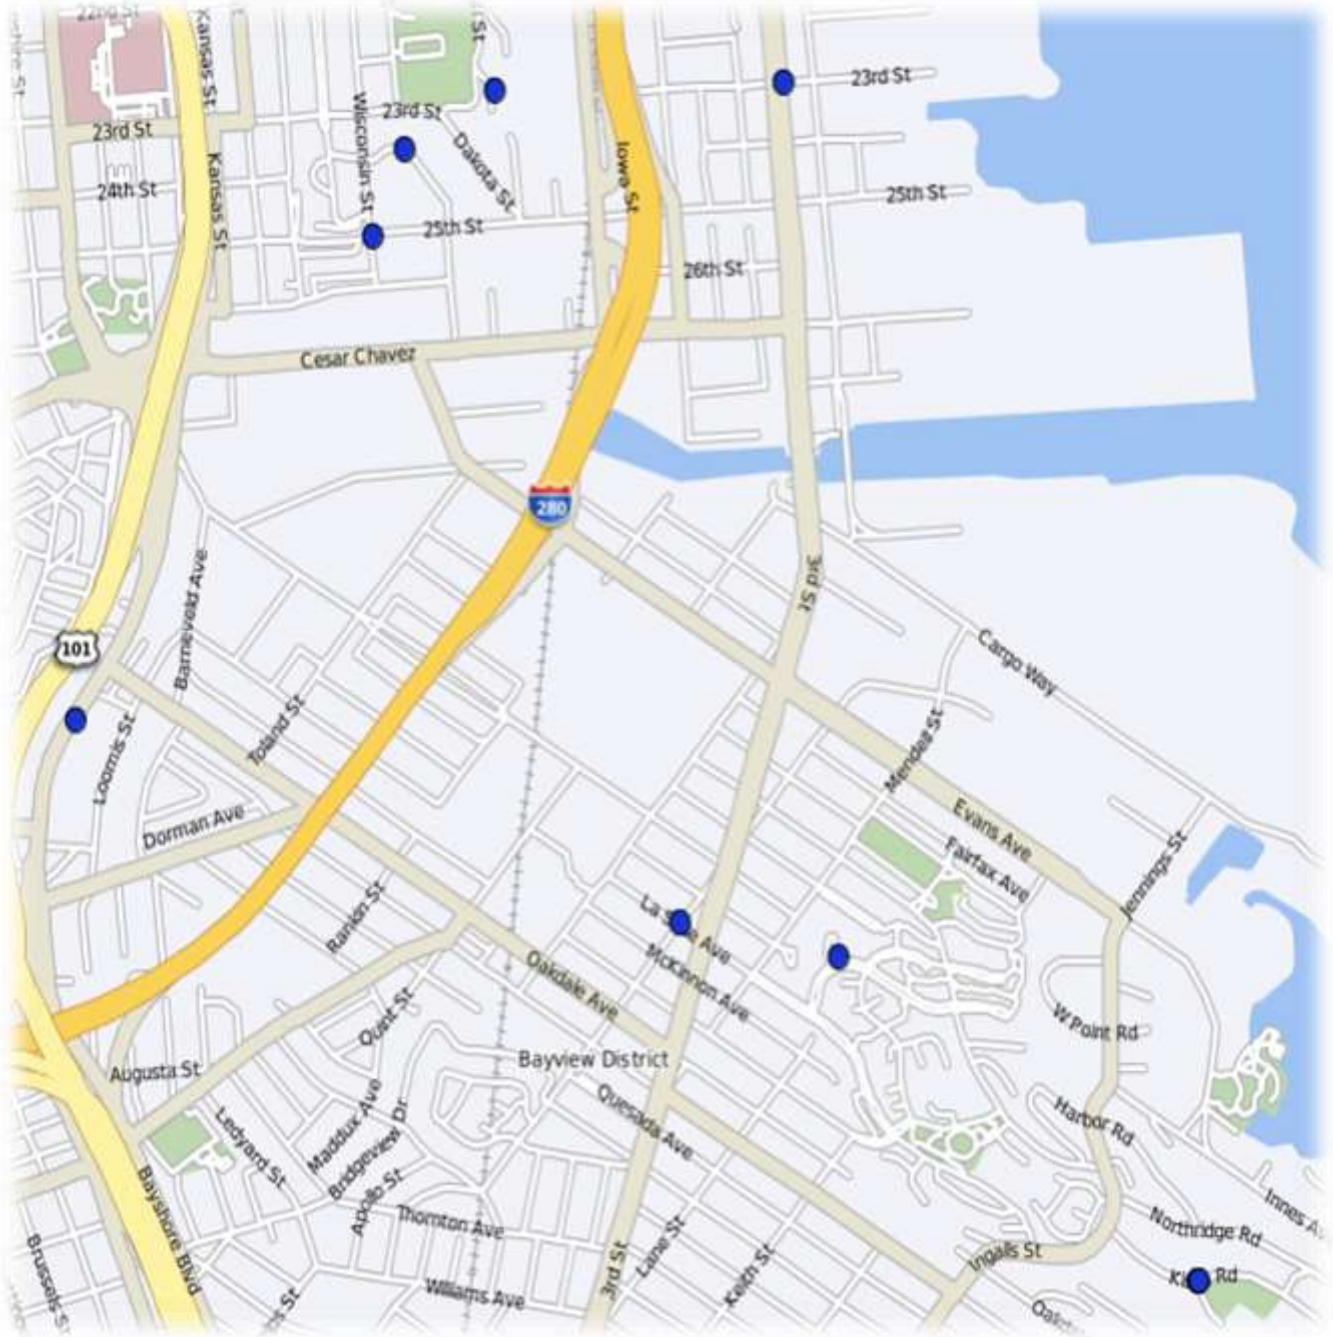 22nd St
Kansas St
23rd St
23rd St
23rd St
Wisconsin St
Dakota St
Iowa St
24th St
Kansas St
25th St
25th St
26th St
Cesar Chavez
280
3rd St
Barneveld Ave
101
Cargo Way
Loomis St
Toland St
Mendell St
Dorman Ave
Evans Ave
Fairfax Ave
Jennings St
Rankin St
La
Ave
McKinnon Ave
Oakdale Ave
Quint St
W Point Rd
Augusta St
Bayview District
Quesada Ave
Maddux Ave
Bridgeview Dr
Ledyard St
Harbor Rd
Apollo St
Thornton Ave
Bayshore Blvd
Innes
Northridge Rd
Brussels S
3rd St
Lane St
Keith St
Ingalls St
Rd
Williams Ave
St